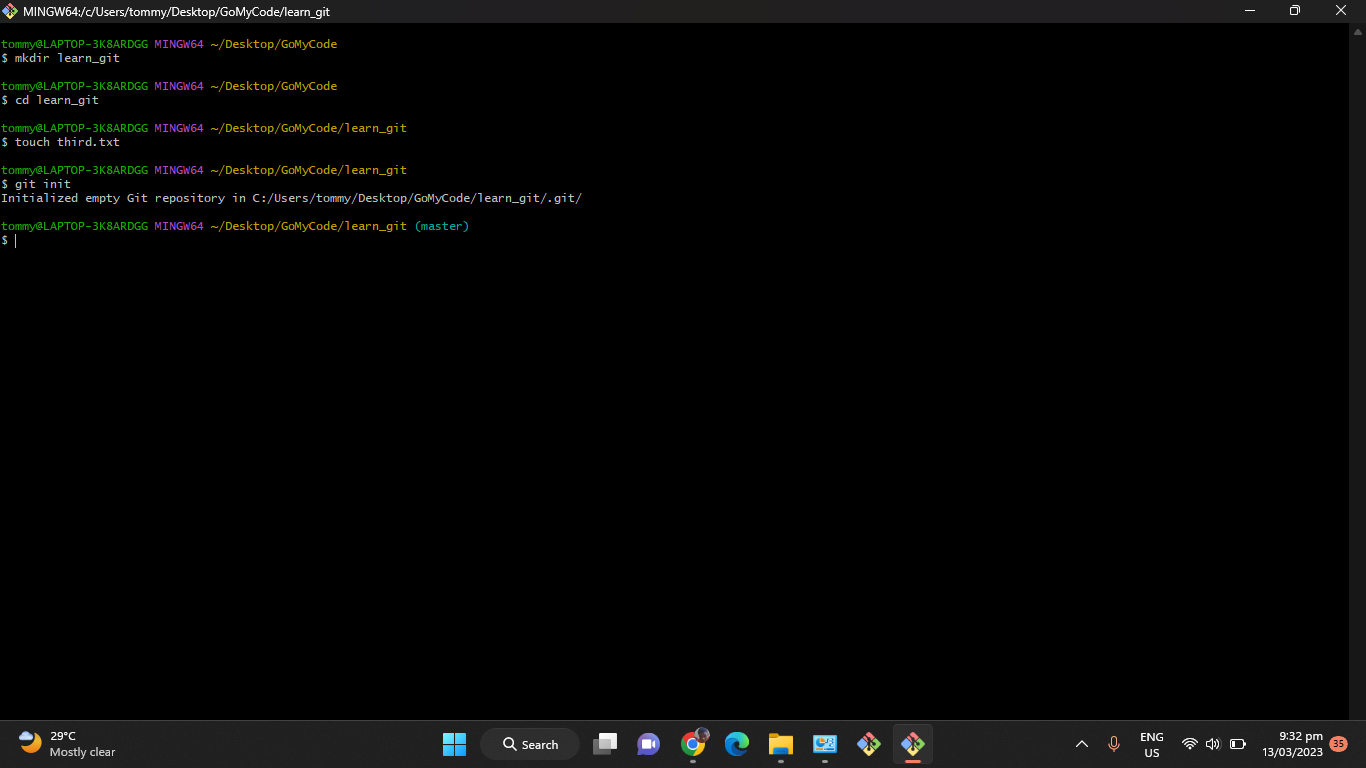 MINGW64:/c/Users/tommy/Desktop/GoMyCode/learn_git
tommy@LAPTOP-3K8ARDGG MINGW64 ~/Desktop/GoMyCode
$ mkdir learn_git
tommy@LAPTOP-3K8ARDGG MINGW64 ~/Desktop/GoMyCode
$ cd learn_git
tommy@LAPTOP-3K8ARDGG MINGW64 ~/Desktop/GoMyCode/learn_git
$ touch third.txt
tommy@LAPTOP-3K8ARDGG MINGW64 ~/Desktop/GoMyCode/learn_git
$ git init
Initialized empty Git repository in C:/Users/tommy/Desktop/GoMyCode/learn_git/.git/
tommy@LAPTOP-3K8ARDGG MINGW64 ~/Desktop/GoMyCode/learn_git (master)
$
29°C
Mostly clear
Search
ENG
US
9:32 pm
13/03/2023
35